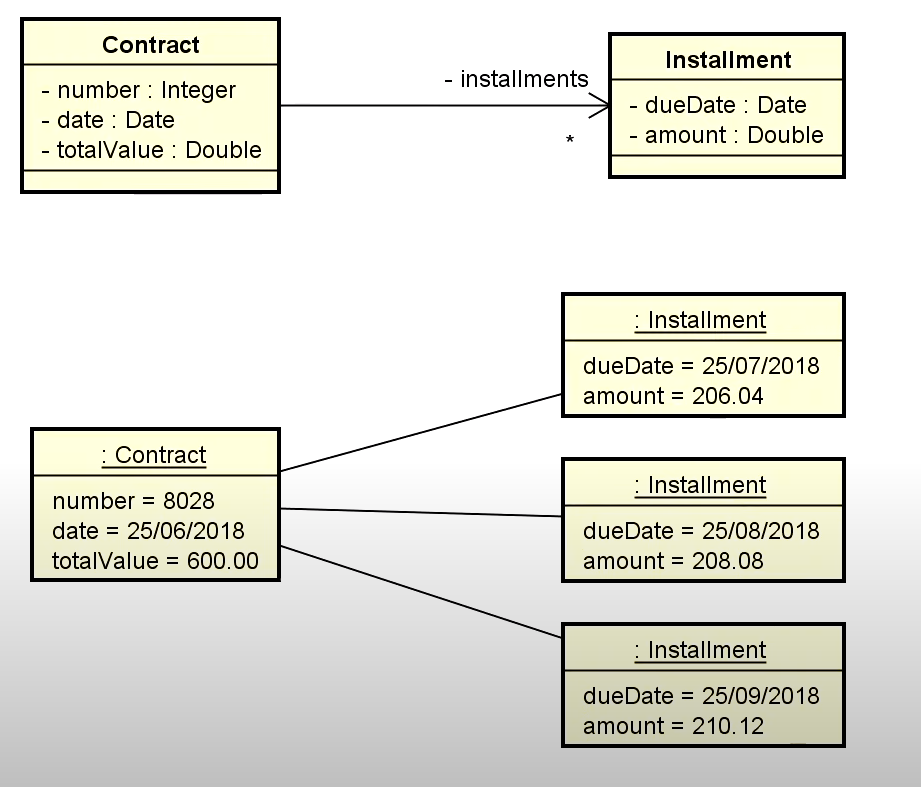 Contract
- number : Integer
- date : Date
- totalValue : Double
- installments
*
Installment
- dueDate : Date
- amount : Double
: Contract
number = 8028
date = 25/06/2018
totalValue = 600.00
: Installment
dueDate = 25/07/2018
amount = 206.04
: Installment
dueDate = 25/08/2018
amount = 208.08
: Installment
dueDate = 25/09/2018
amount = 210.12